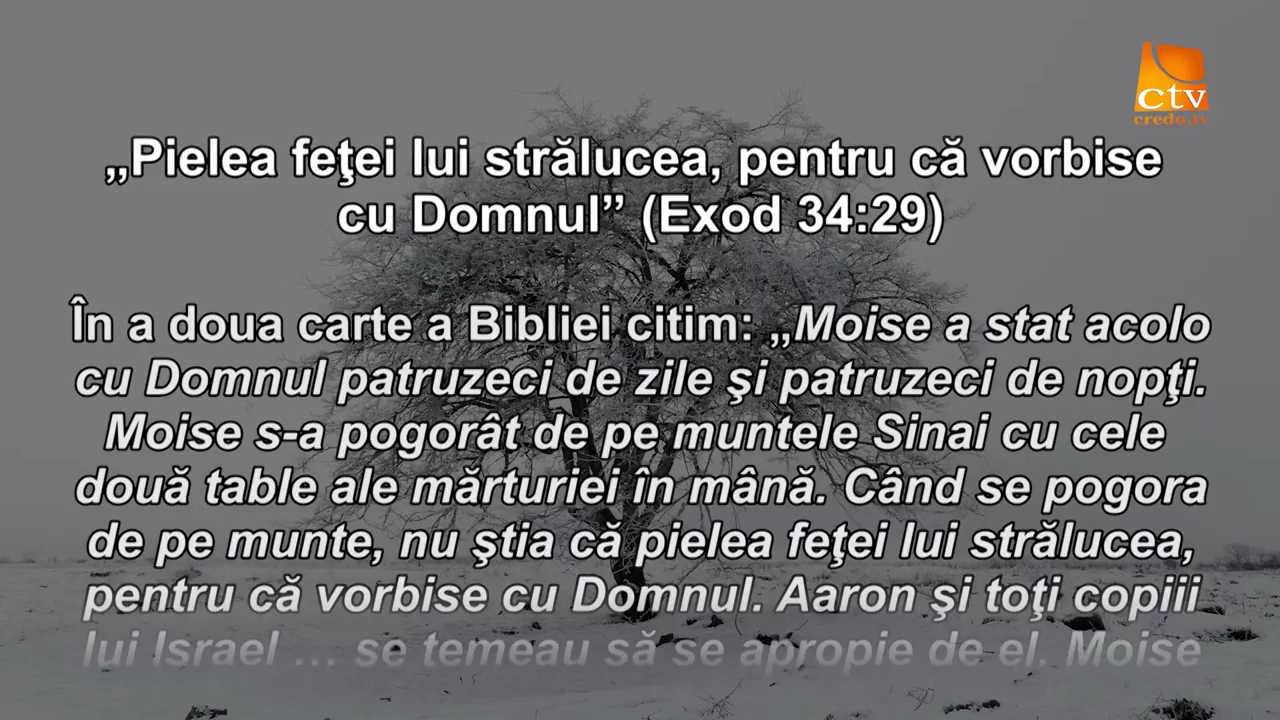 ctv
credo.tv
„Pielea feţei lui strălucea, pentru că vorbise
cu Domnul” (Exod 34:29)
În a doua carte a Bibliei citim: „Moise a stat acolo
cu Domnul patruzeci de zile şi patruzeci de nopţi.
Moise s-a pogorât de pe muntele Sinai cu cele
două table ale mărturiei în mână. Când se pogora
de pe munte, nu ştia că pielea feţei lui strălucea,
pentru că vorbise cu Domnul. Aaron şi toţi copiii
lui Israel … se temeau să se apropie de el. Moise